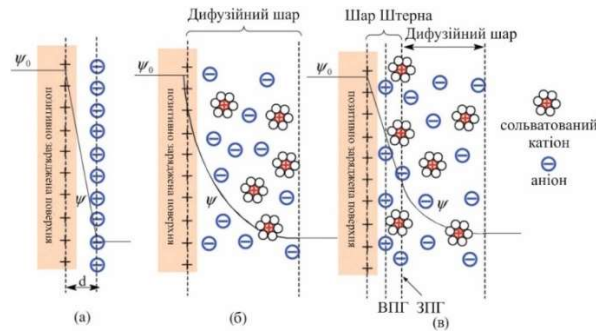 Дифузійний шар
Шар Штерна
Дифузійний шар
ψ₀
ψ₀
ψ₀
позитивно заряджена поверхня
позитивно заряджена поверхня
позитивно заряджена поверхня
ψ
ψ
ψ
d
сольватований
катіон
аніон
ВПГ ЗПГ
(а)
(б)
(в)